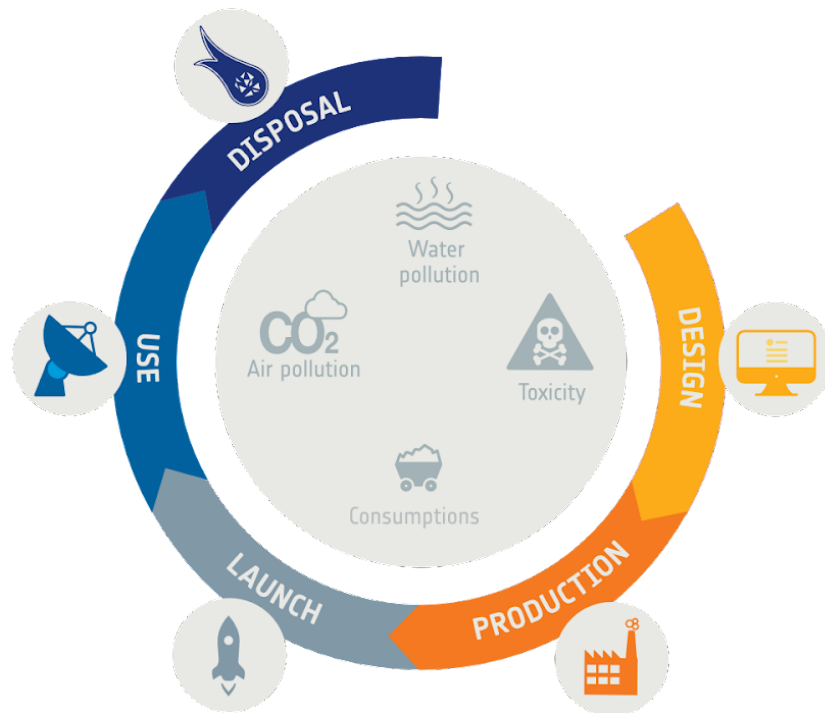 DISPOSAL
Water
pollution
CO2
Air pollution
Toxicity
Consumptions
USE
DESIGN
LAUNCH
PRODUCTION